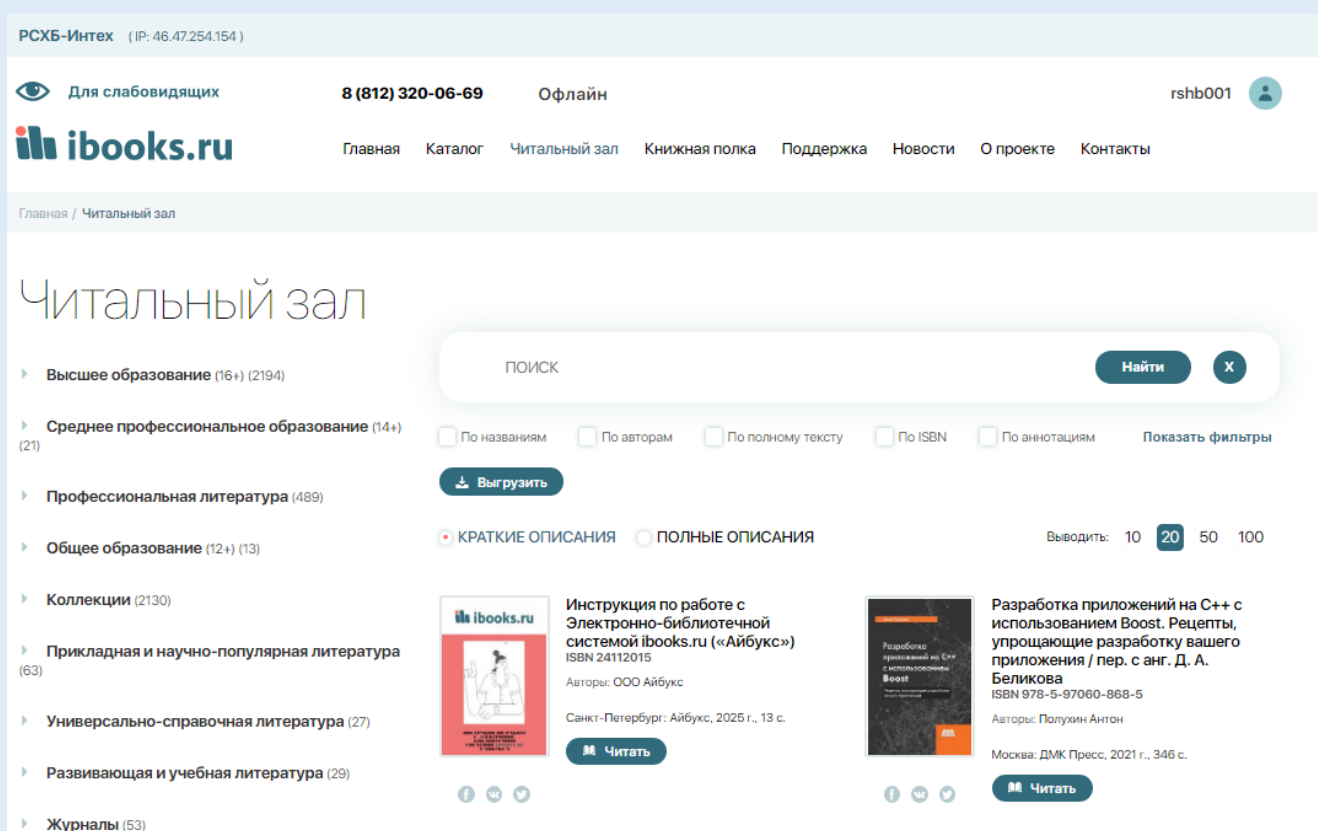 РСХБ-Интех (IP: 46.47.254.154)
Для слабовидящих
8 (812) 320-06-69
Офлайн
rshb001
ibooks.ru
Главная Каталог Читальный зал Книжная полка Поддержка Новости О проекте Контакты
Главная / Читальный зал
Читальный зал
ПОИСК
Найти
X
Высшее образование (16+) (2194)
Среднее профессиональное образование (14+)
(21)
Профессиональная литература (489)
Общее образование (12+) (13)
Коллекции (2130)
Прикладная и научно-популярная литература
(63)
Универсально-справочная литература (27)
Развивающая и учебная литература (29)
Журналы (53)
По названиям По авторам По полному тексту По ISBN По аннотациям Показать фильтры
Выгрузить
КРАТКИЕ ОПИСАНИЯ ПОЛНЫЕ ОПИСАНИЯ
Выводить: 10 20 50 100
ibooks.ru
Инструкция по работе с
Электронно-библиотечной
системой ibooks.ru («Айбукс»)
ISBN 24112015
Авторы: ООО Айбукс
Санкт-Петербург: Айбукс, 2025 г., 13 с.
Читать
Разработка
приложений на C++
с использованием
Boost
Разработка приложений на C++ с
использованием Boost. Рецепты,
упрощающие разработку вашего
приложения / пер. с анг. Д. А.
Беликова
ISBN 978-5-97060-868-5
Авторы: Полухин Антон
Москва: ДМК Пресс, 2021 г., 346 с.
Читать